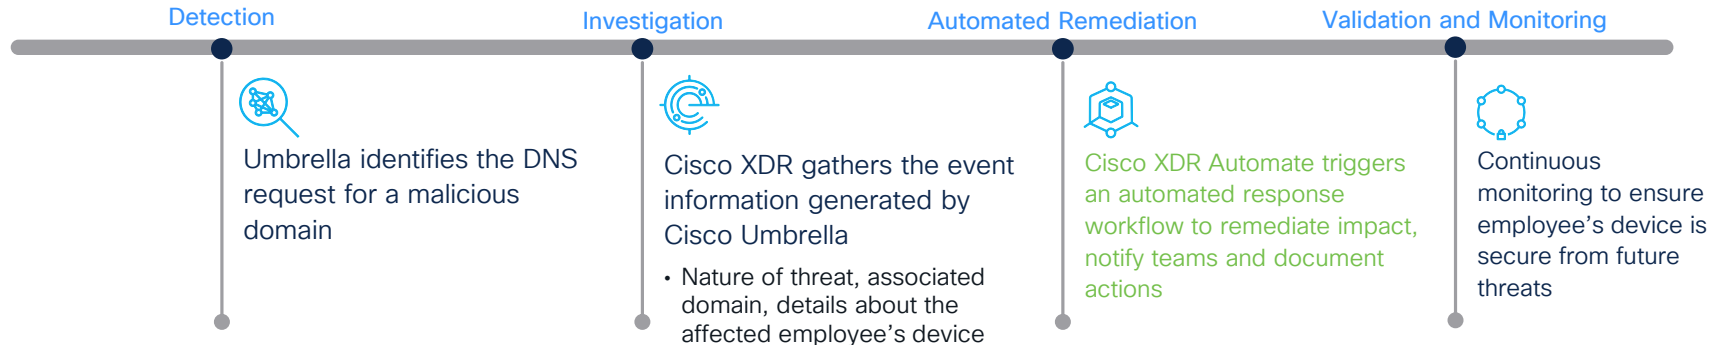 Detection
Investigation
Automated Remediation
Validation and Monitoring
Umbrella identifies the DNS
request for a malicious
domain
Cisco XDR gathers the event
information generated by
Cisco Umbrella
• Nature of threat, associated
domain, details about the
affected employee’s device
Cisco XDR Automate triggers
an automated response
workflow to remediate impact,
notify teams and document
actions
Continuous
monitoring to ensure
employee’s device is
secure from future
threats